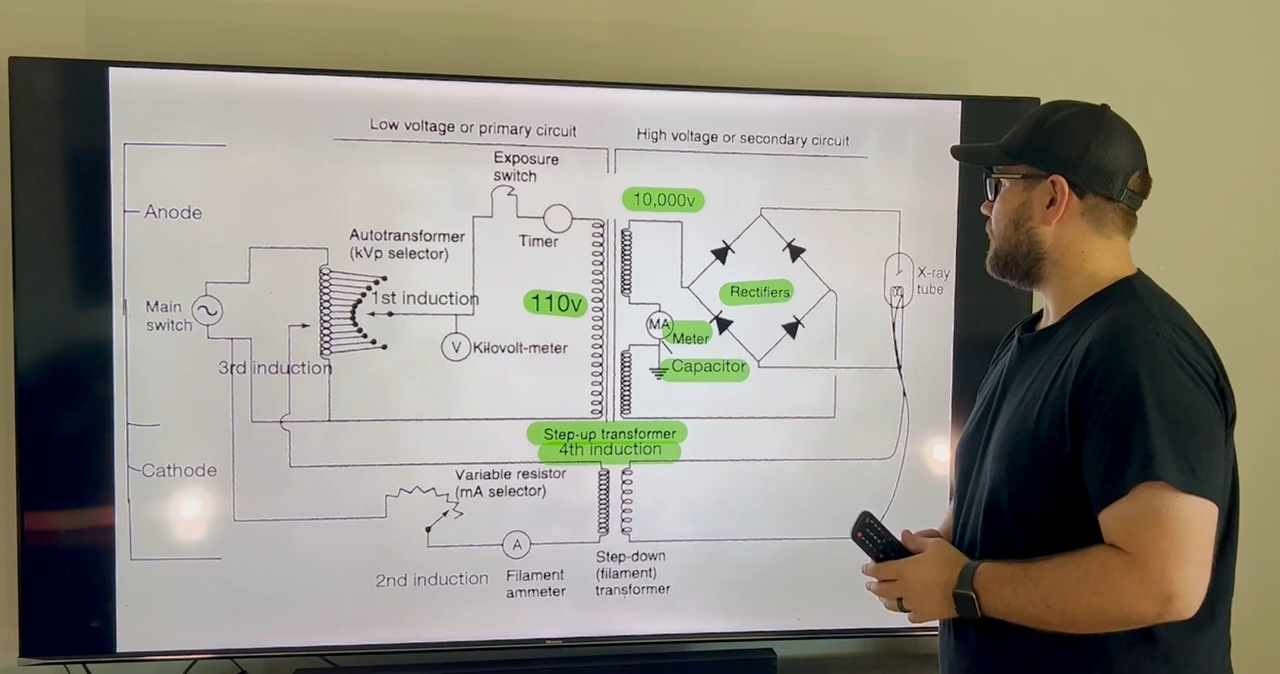 Low voltage or primary circuit
High voltage or secondary circuit
Exposure
switch
10,000v
Anode
Timer
Autotransformer
(kVp selector)
X-ray
tube
Rectifiers
1st induction
110v
Main
switch
MA
Meter
V
Kilovolt-meter
3rd induction
Capacitor
Step-up transformer
4th induction
Cathode
Variable resistor
(mA selector)
A
2nd induction
Filament
ammeter
Step-down
(filament)
transformer